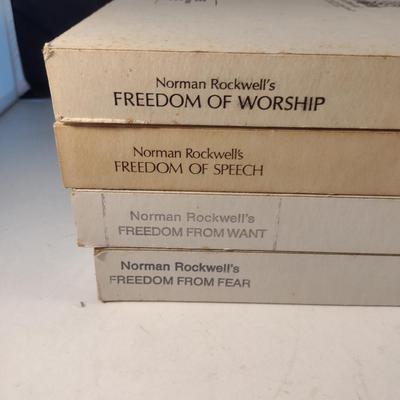 Norman Rockwell's
FREEDOM OF WORSHIP
Norman Rockwell's
FREEDOM OF SPEECH
Norman Rockwell's
FREEDOM FROM WANT
Norman Rockwell's
FREEDOM FROM FEAR